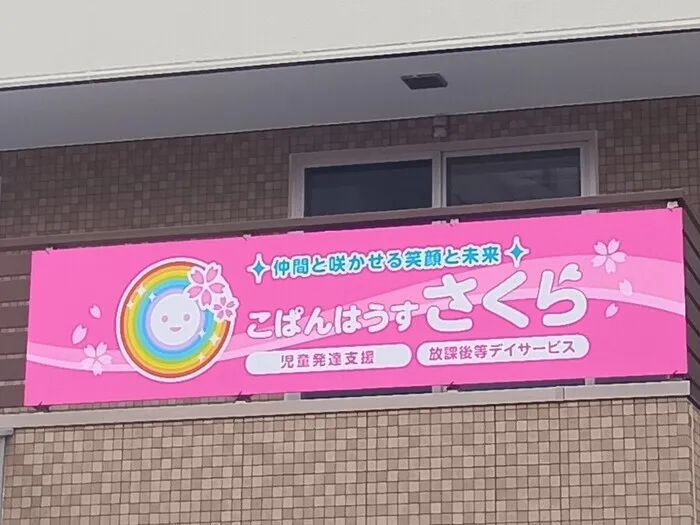 仲間と咲かせる笑顔と未来
こぱんはうすさくら
児童発達支援 放課後等デイサービス